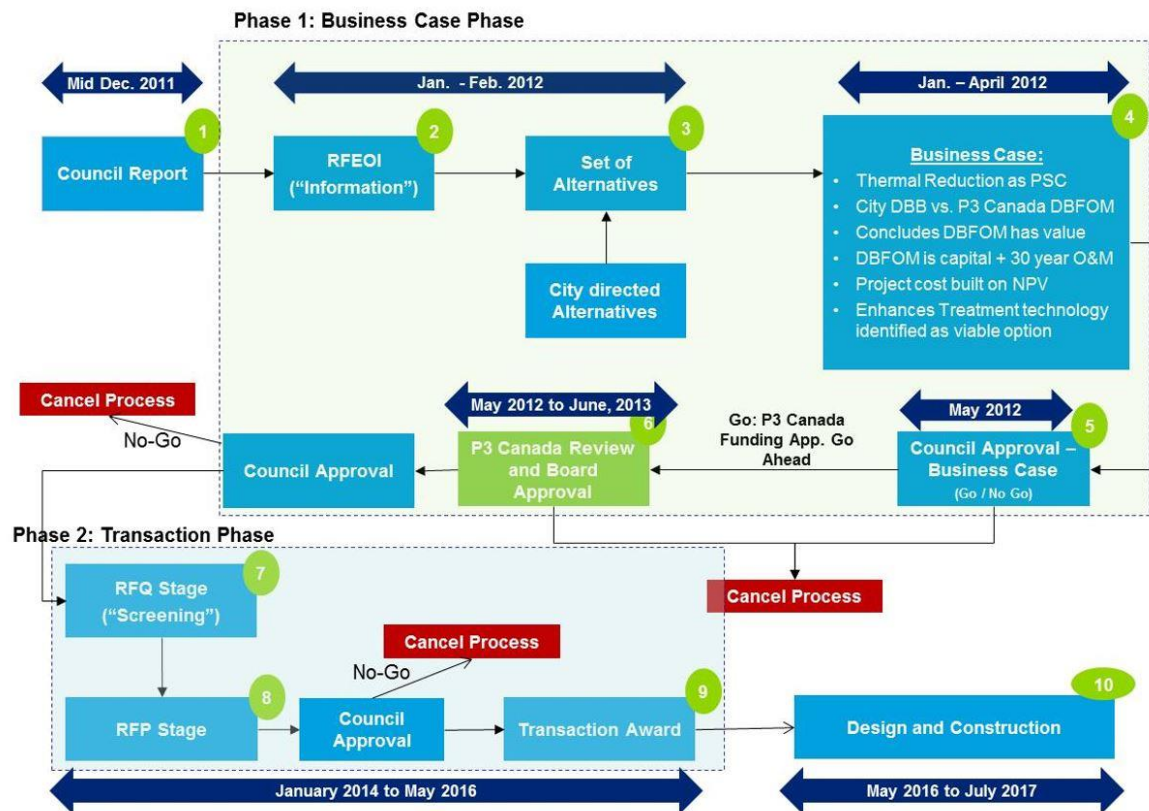 Phase 1: Business Case Phase
Mid Dec. 2011
Jan. - Feb. 2012
Jan. – April 2012
1
Council Report
2
RFEOI
(“Information”)
3
Set of
Alternatives
City directed
Alternatives
4
Business Case:
• Thermal Reduction as PSC
• City DBB vs. P3 Canada DBFOM
• Concludes DBFOM has value
• DBFOM is capital + 30 year O&M
• Project cost built on NPV
• Enhances Treatment technology
identified as viable option
May 2012
5
Council Approval –
Business Case
(Go / No Go)
Go: P3 Canada
Funding App. Go
Ahead
May 2012 to June, 2013
6
P3 Canada Review
and Board
Approval
Council Approval
No-Go
Cancel Process
Cancel Process
Phase 2: Transaction Phase
7
RFQ Stage
(“Screening”)
8
RFP Stage
Council
Approval
No-Go
Cancel Process
9
Transaction Award
10
Design and Construction
January 2014 to May 2016
May 2016 to July 2017